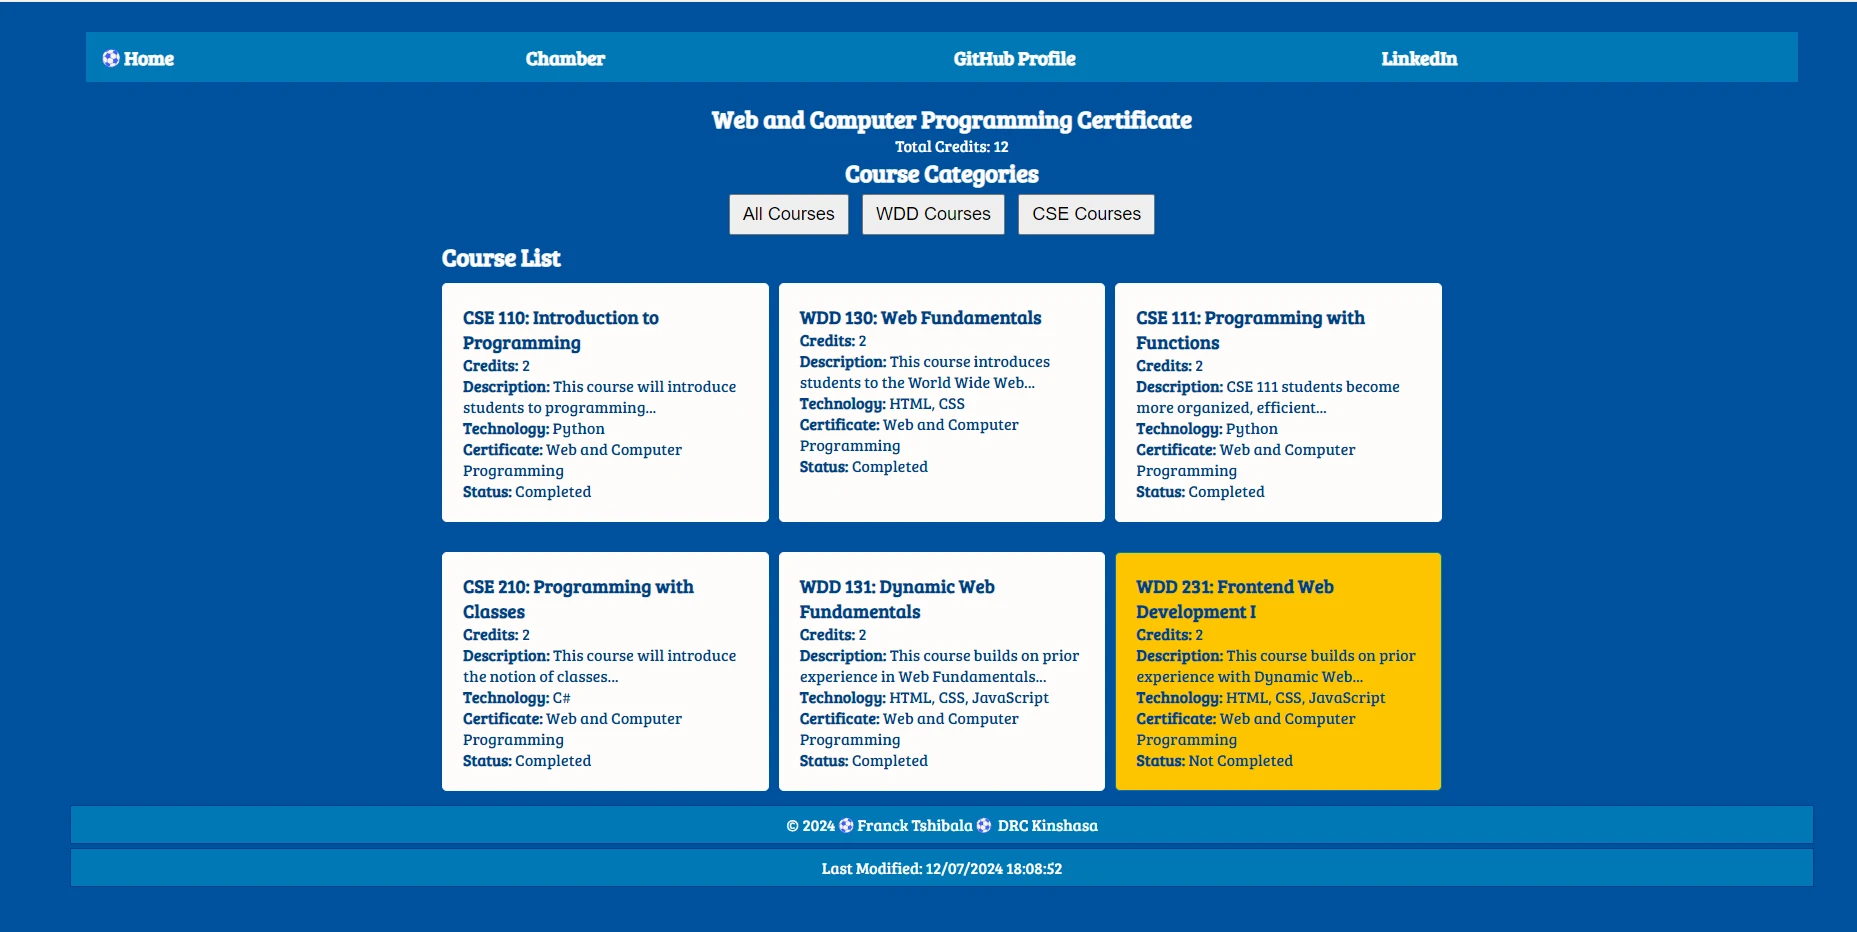 ⚽ Home Chamber GitHub Profile LinkedIn
Web and Computer Programming Certificate
Total Credits: 12
Course Categories
All Courses WDD Courses CSE Courses
Course List
CSE 110: Introduction to
Programming
Credits: 2
Description: This course will introduce
students to programming...
Technology: Python
Certificate: Web and Computer
Programming
Status: Completed
WDD 130: Web Fundamentals
Credits: 2
Description: This course introduces
students to the World Wide Web...
Technology: HTML, CSS
Certificate: Web and Computer
Programming
Status: Completed
CSE 111: Programming with
Functions
Credits: 2
Description: CSE 111 students become
more organized, efficient...
Technology: Python
Certificate: Web and Computer
Programming
Status: Completed
CSE 210: Programming with
Classes
Credits: 2
Description: This course will introduce
the notion of classes...
Technology: C#
Certificate: Web and Computer
Programming
Status: Completed
WDD 131: Dynamic Web
Fundamentals
Credits: 2
Description: This course builds on prior
experience in Web Fundamentals...
Technology: HTML, CSS, JavaScript
Certificate: Web and Computer
Programming
Status: Completed
WDD 231: Frontend Web
Development I
Credits: 2
Description: This course builds on prior
experience with Dynamic Web...
Technology: HTML, CSS, JavaScript
Certificate: Web and Computer
Programming
Status: Not Completed
© 2024 ⚽ Franck Tshibala ⚽ DRC Kinshasa
Last Modified: 12/07/2024 18:08:52